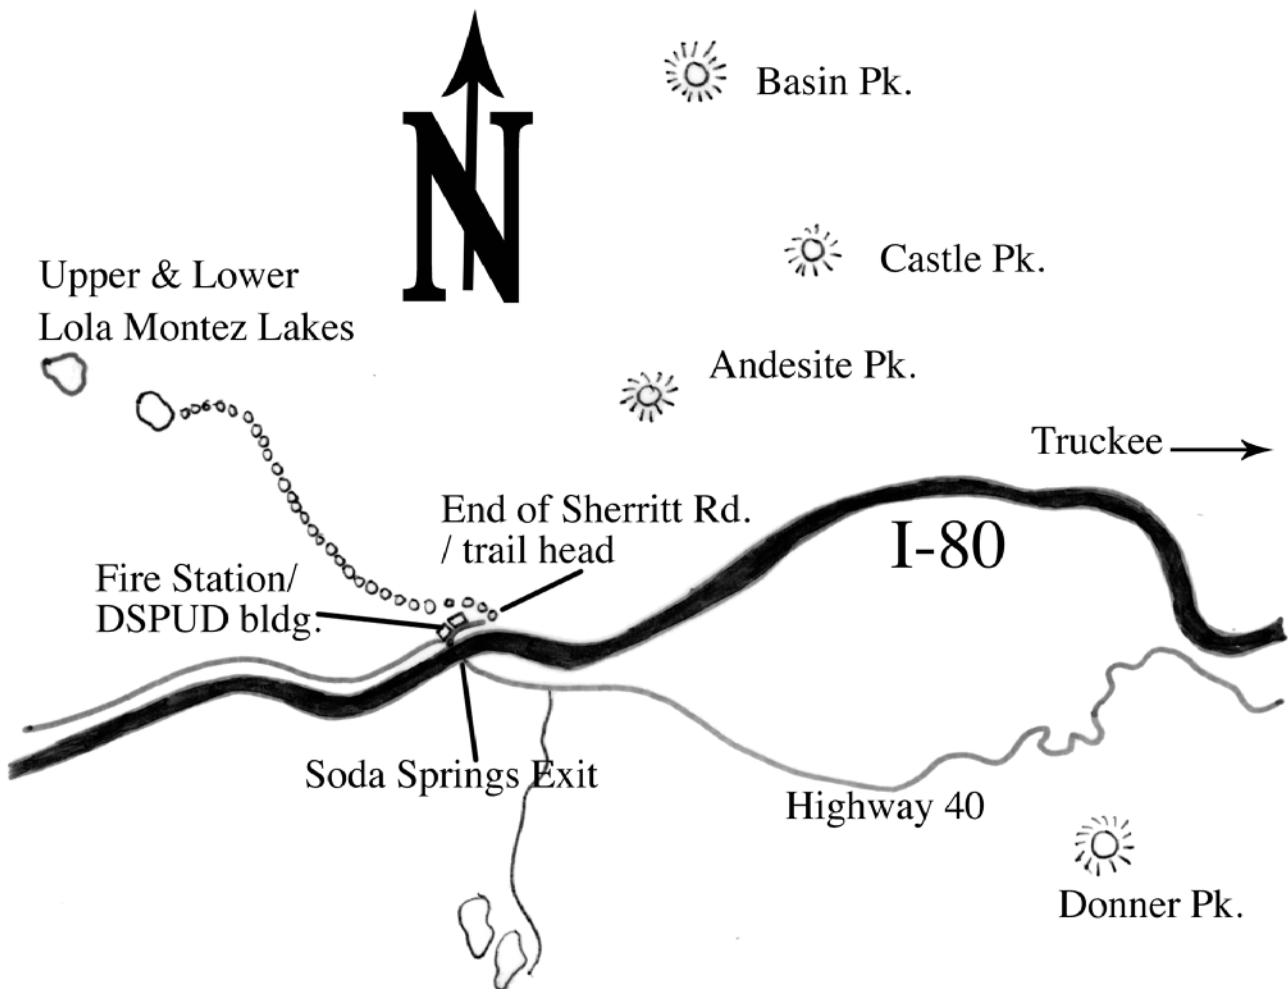 N
Basin Pk.
Castle Pk.
Upper & Lower
Lola Montez Lakes
Andesite Pk.
Truckee
End of Sherritt Rd.
/ trail head
I-80
Fire Station/
DSPUD bldg.
Soda Springs Exit
Highway 40
Donner Pk.